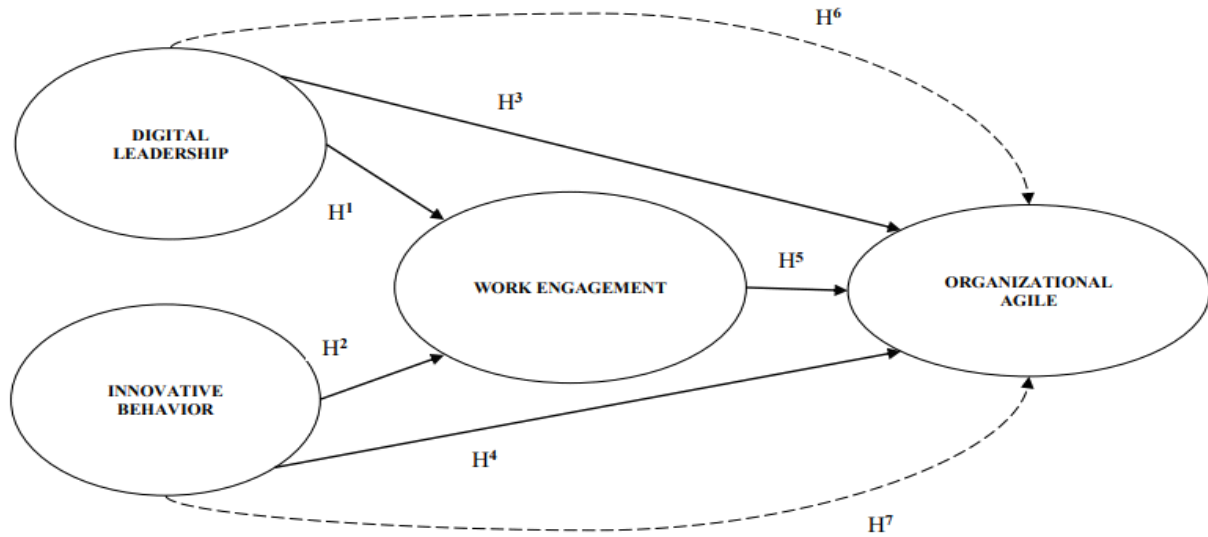 H⁶
H³
DIGITAL
LEADERSHIP
H¹
WORK ENGAGEMENT
H⁵
ORGANIZATIONAL
AGILE
H²
INNOVATIVE
BEHAVIOR
H⁴
H⁷